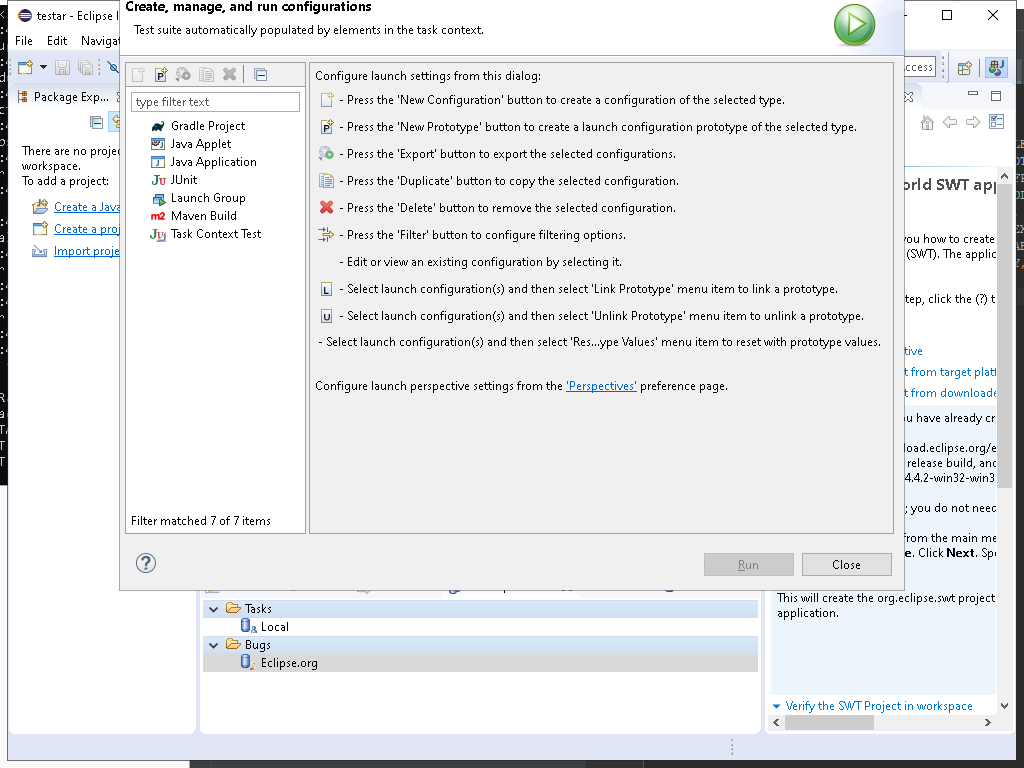 testar - Eclipse I
Create, manage, and run configurations
Test suite automatically populated by elements in the task context.
File Edit Navigat
ccess
Package Exp...
type filter text
Gradle Project
Java Applet
Java Application
JUnit
Launch Group
Maven Build
Task Context Test
Filter matched 7 of 7 items
Configure launch settings from this dialog:
- Press the 'New Configuration' button to create a configuration of the selected type.
- Press the 'New Prototype' button to create a launch configuration prototype of the selected type.
- Press the 'Export' button to export the selected configurations.
- Press the 'Duplicate' button to copy the selected configuration.
- Press the 'Delete' button to remove the selected configuration.
- Press the 'Filter' button to configure filtering options.
- Edit or view an existing configuration by selecting it.
- Select launch configuration(s) and then select 'Link Prototype' menu item to link a prototype.
- Select launch configuration(s) and then select 'Unlink Prototype' menu item to unlink a prototype.
- Select launch configuration(s) and then select 'Res...ype Values' menu item to reset with prototype values.
Configure launch perspective settings from the 'Perspectives' preference page.
Run Close
There are no projec
workspace.
To add a project:
Create a Java
Create a proj
Import proje
Tasks
Local
Bugs
Eclipse.org
orld SWT app
you how to create
(SWT). The applic
tep, click the (?) t
tive
t from target platf
t from downloade
ou have already cr
load.eclipse.org/e
release build, and
4.4.2-win32-win3
; you do not need
from the main me
e. Click Next. Spe
This will create the org.eclipse.swt project
application.
Verify the SWT Project in workspace